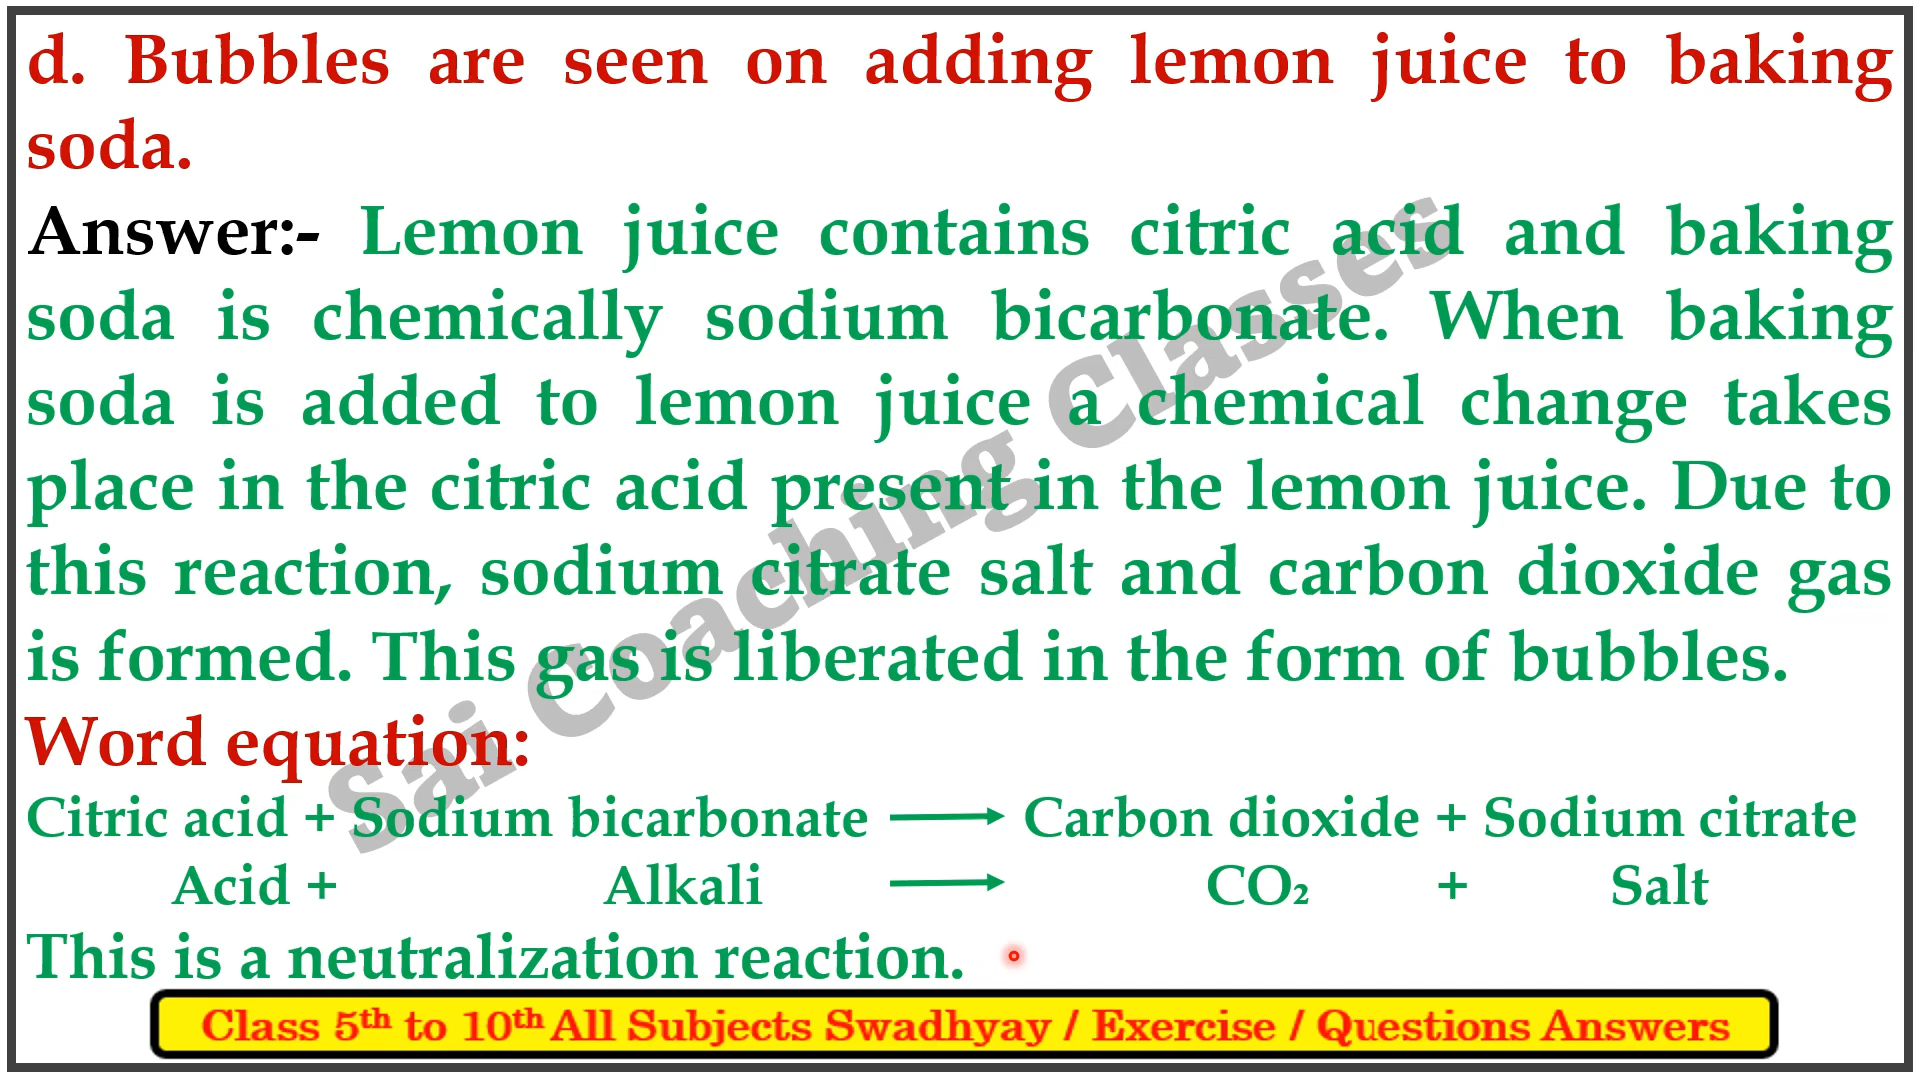 d. Bubbles are seen on adding lemon juice to baking
soda.
Answer:- Lemon juice contains citric acid and baking
soda is chemically sodium bicarbonate. When baking
soda is added to lemon juice a chemical change takes
place in the citric acid present in the lemon juice. Due to
this reaction, sodium citrate salt and carbon dioxide gas
is formed. This gas is liberated in the form of bubbles.
Word equation:
Citric acid + Sodium bicarbonate ⟶ Carbon dioxide + Sodium citrate
Acid + Alkali ⟶ CO₂ + Salt
This is a neutralization reaction.
Class 5th to 10th All Subjects Swadhyay / Exercise / Questions Answers
Sai Coaching Classes